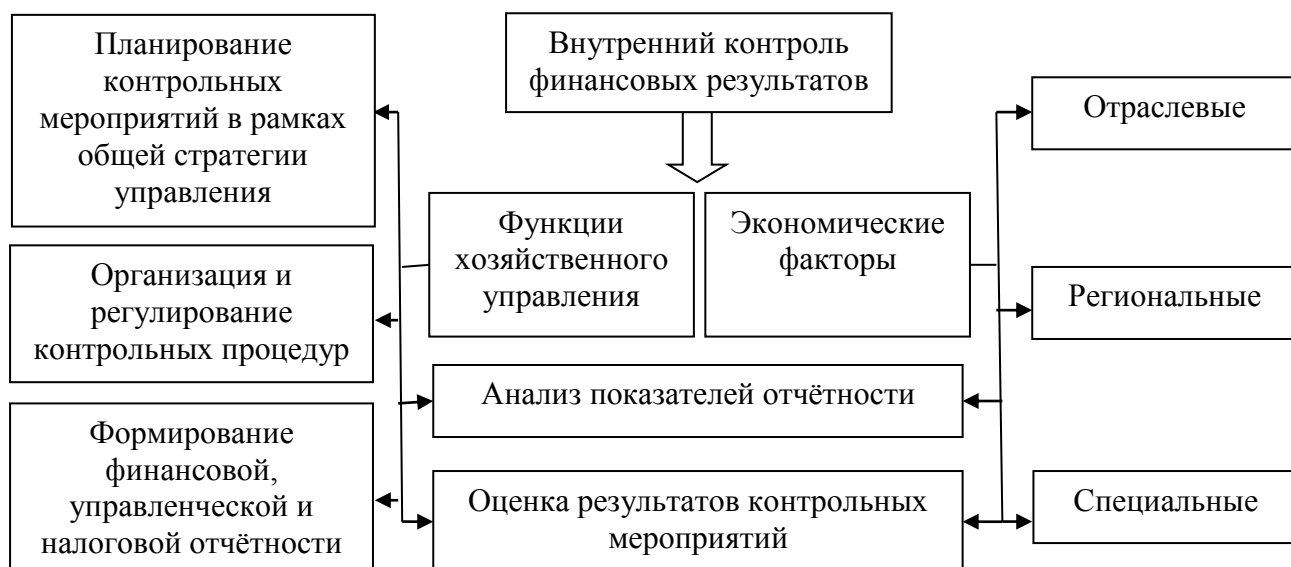 Планирование
контрольных
мероприятий в рамках
общей стратегии
управления
Внутренний контроль
финансовых результатов
Отраслевые
Функции
хозяйственного
управления
Экономические
факторы
Организация и
регулирование
контрольных процедур
Региональные
Анализ показателей отчётности
Формирование
финансовой,
управленческой и
налоговой отчётности
Оценка результатов контрольных
мероприятий
Специальные